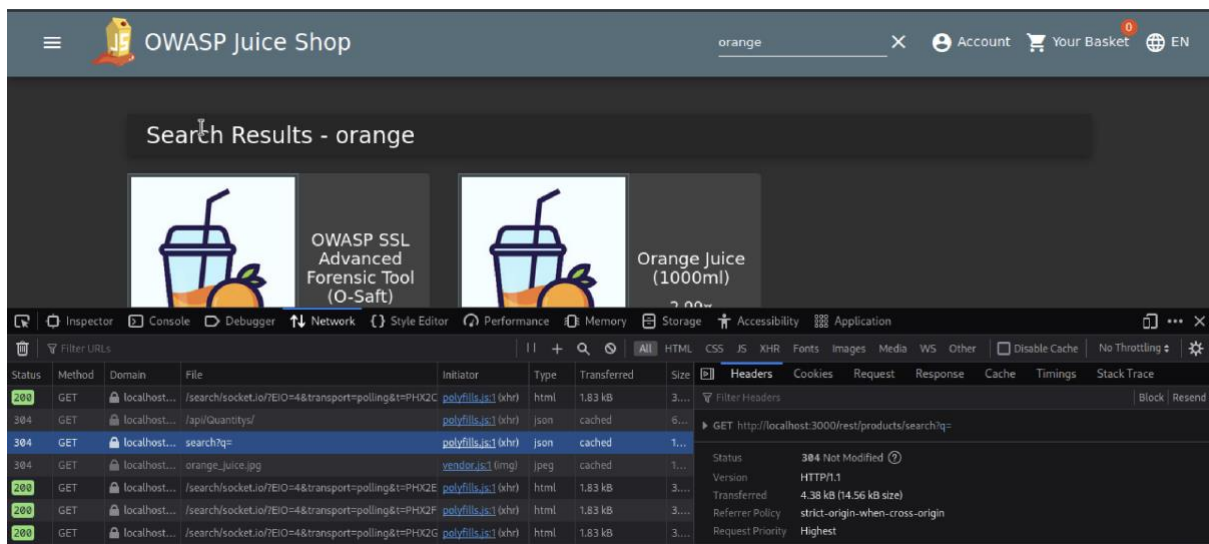 OWASP Juice Shop
orange
Account
Your Basket
0
EN
Search Results - orange
OWASP SSL
Advanced
Forensic Tool
(O-Saft)
Orange Juice
(1000ml)
Inspector Console Debugger Network {} Style Editor Performance Memory Storage Accessibility Application
Filter URLs
All HTML CSS JS XHR Fonts Images Media WS Other Disable Cache No Throttling
Status Method Domain File Initiator Type Transferred Size
200 GET localhost... /search/socket.io/?EIO=4&transport=polling&t=PHX2C polyfills.js:1 (xhr) html 1.83 kB 3...
304 GET localhost... /api/Quantitys/ polyfills.js:1 (xhr) json cached 6...
304 GET localhost... search?q= polyfills.js:1 (xhr) json cached 1...
304 GET localhost... orange_juice.jpg vendor.js:1 (img) jpeg cached 1...
200 GET localhost... /search/socket.io/?EIO=4&transport=polling&t=PHX2E polyfills.js:1 (xhr) html 1.83 kB 3...
200 GET localhost... /search/socket.io/?EIO=4&transport=polling&t=PHX2F polyfills.js:1 (xhr) html 1.83 kB 3...
200 GET localhost... /search/socket.io/?EIO=4&transport=polling&t=PHX2G polyfills.js:1 (xhr) html 1.83 kB 3...
Headers Cookies Request Response Cache Timings Stack Trace
Filter Headers Block Resend
GET http://localhost:3000/rest/products/search?q=
Status 304 Not Modified
Version HTTP/1.1
Transferred 4.38 kB (14.56 kB size)
Referrer Policy strict-origin-when-cross-origin
Request Priority Highest